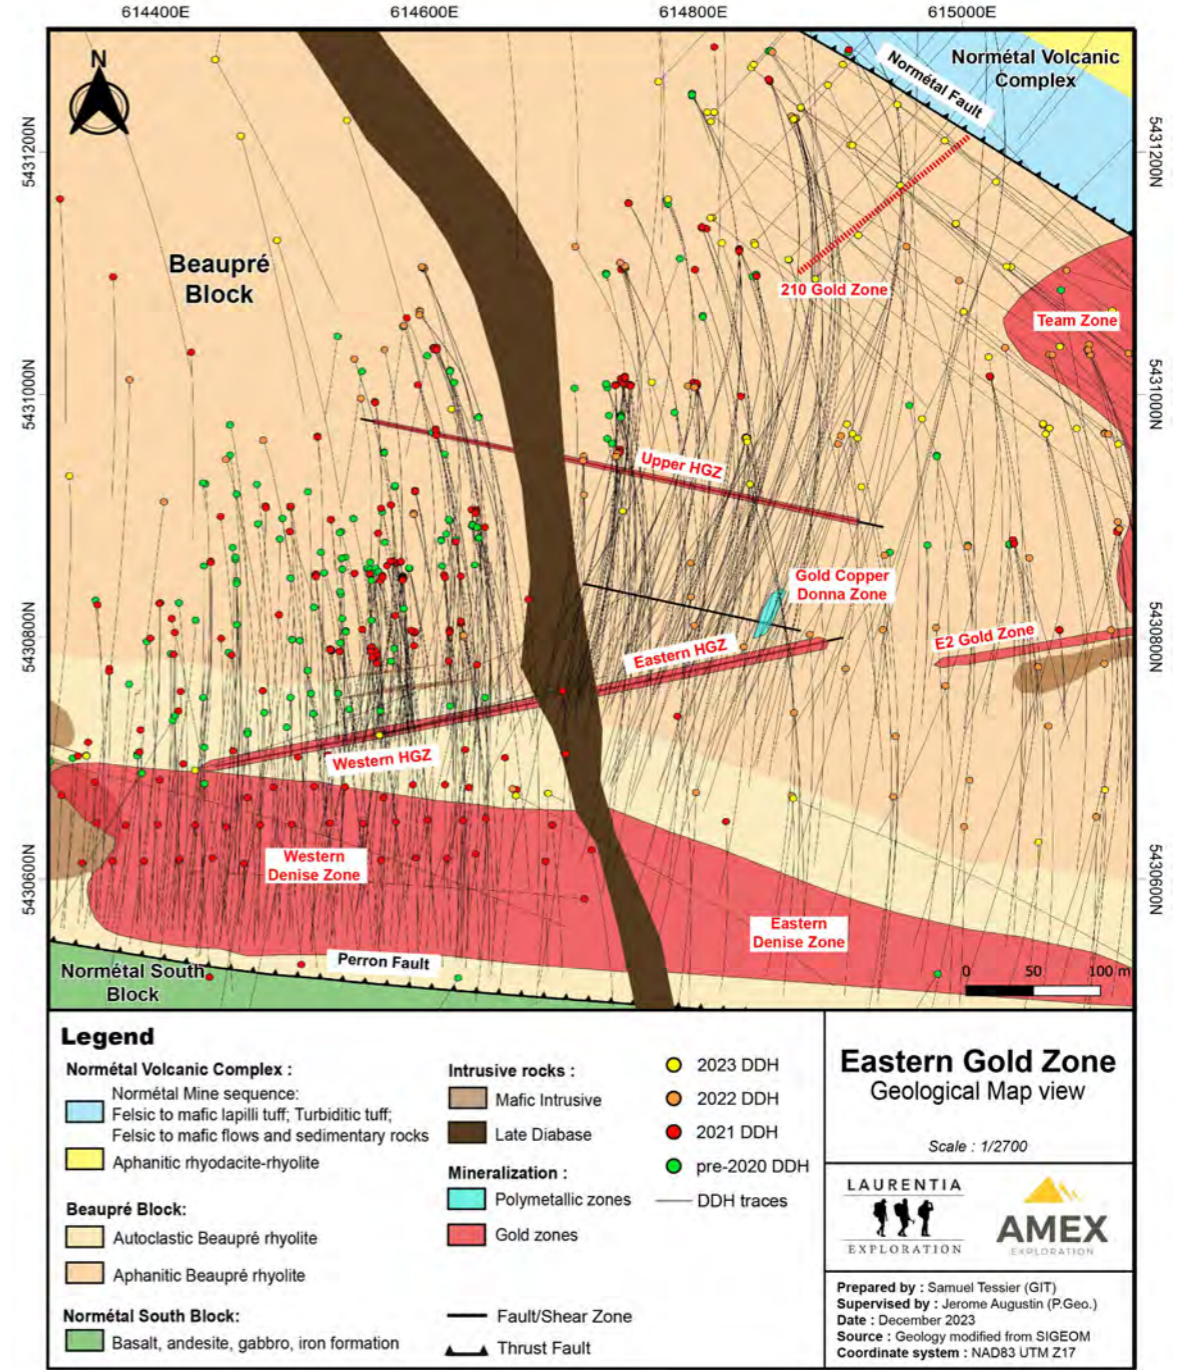 614400E
614600E
614800E
615000E
N
Normétal Volcanic
Complex
Normétal Fault
5431200N
5431200N
Beaupré
Block
210 Gold Zone
Team Zone
5431000N
5431000N
Upper HGZ
Gold Copper
Donna Zone
E2 Gold Zone
5430800N
5430800N
Eastern HGZ
Western HGZ
Western
Denise Zone
5430600N
5430600N
Eastern
Denise Zone
Perron Fault
Normétal South
Block
0 50 100 m
Legend
Normétal Volcanic Complex :
Normétal Mine sequence:
Felsic to mafic lapilli tuff; Turbiditic tuff;
Felsic to mafic flows and sedimentary rocks
Aphanitic rhyodacite-rhyolite
Beaupré Block:
Autoclastic Beaupré rhyolite
Aphanitic Beaupré rhyolite
Normétal South Block:
Basalt, andesite, gabbro, iron formation
Intrusive rocks :
Mafic Intrusive
Late Diabase
Mineralization :
Polymetallic zones
Gold zones
Fault/Shear Zone
Thrust Fault
2023 DDH
2022 DDH
2021 DDH
pre-2020 DDH
DDH traces
Eastern Gold Zone
Geological Map view
Scale : 1/2700
LAURENTIA
EXPLORATION
AMEX
EXPLORATION
Prepared by : Samuel Tessier (GIT)
Supervised by : Jerome Augustin (P.Geo.)
Date : December 2023
Source : Geology modified from SIGEOM
Coordinate system : NAD83 UTM Z17